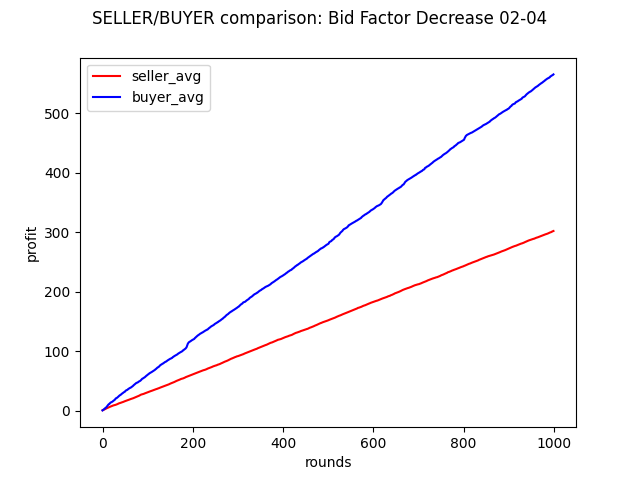 SELLER/BUYER comparison: Bid Factor Decrease 02-04
seller_avg
buyer_avg
profit
500
400
300
200
100
0
0 200 400 600 800 1000
rounds